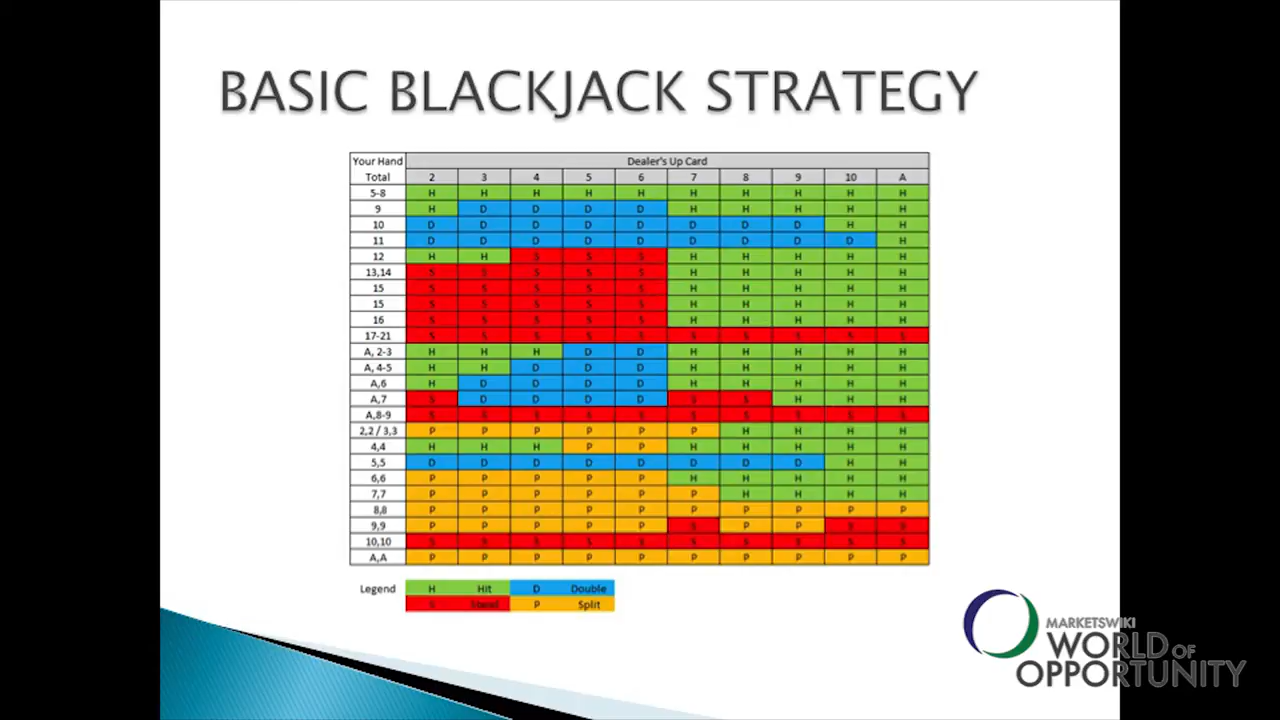 BASIC BLACKJACK STRATEGY
Your Hand Dealer's Up Card
Total 2 3 4 5 6 7 8 9 10 A
5-8 H H H H H H H H H H
9 H D D D D H H H H H
10 D D D D D D D D H H
11 D D D D D D D D D H
12 H H S S S H H H H H
13,14 S S S S S H H H H H
15 S S S S S H H H H H
15 S S S S S H H H H H
16 S S S S S H H H H H
17-21 S S S S S S S S S S
A, 2-3 H H H D D H H H H H
A, 4-5 H H D D D H H H H H
A,6 H D D D D H H H H H
A,7 S D D D D S S H H H
A,8-9 S S S S S S S S S S
2,2 / 3,3 P P P P P P H H H H
4,4 H H H P P H H H H H
5,5 D D D D D D D D H H
6,6 P P P P P H H H H H
7,7 P P P P P P H H H H
8,8 P P P P P P P P P P
9,9 P P P P P S P P S S
10,10 S S S S S S S S S S
A,A P P P P P P P P P P
Legend H Hit D Double
S Stand P Split
MARKETSWIKI
WORLD OF
OPPORTUNITY